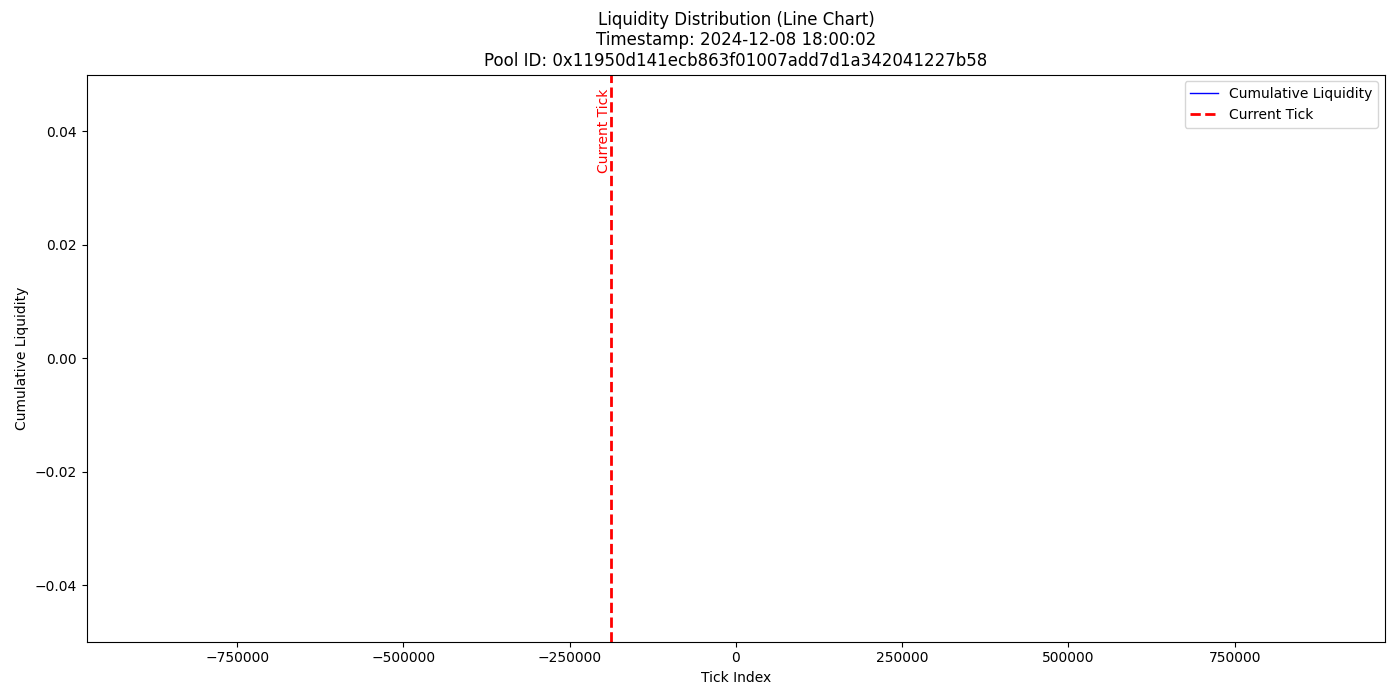 Liquidity Distribution (Line Chart)
Timestamp: 2024-12-08 18:00:02
Pool ID: 0x11950d141ecb863f01007add7d1a342041227b58
Cumulative Liquidity
Current Tick
Current Tick
0.04
0.02
0.00
−0.02
−0.04
Cumulative Liquidity
−750000
−500000
−250000
0
250000
500000
750000
Tick Index